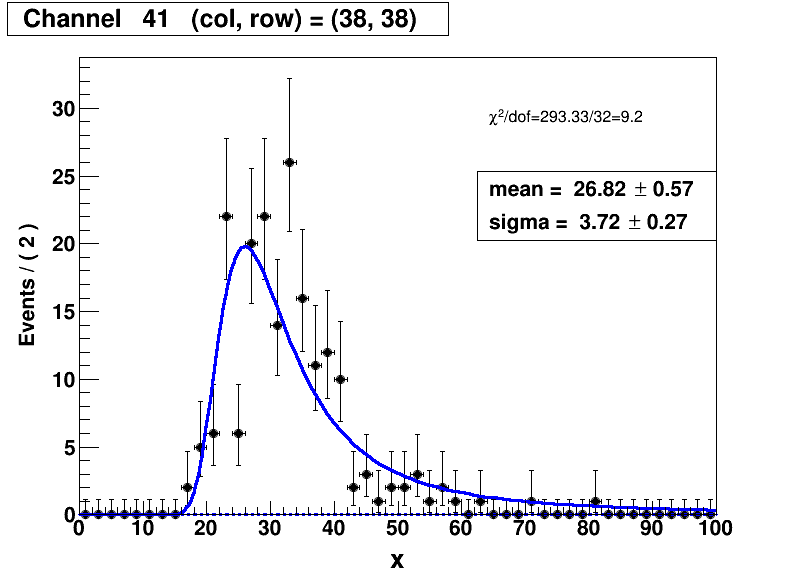 Channel 41 (col, row) = (38, 38)
χ²/dof=293.33/32=9.2
mean = 26.82 ± 0.57
sigma = 3.72 ± 0.27
Events / ( 2 )
30
25
20
15
10
5
0
0 10 20 30 40 50 60 70 80 90 100
x